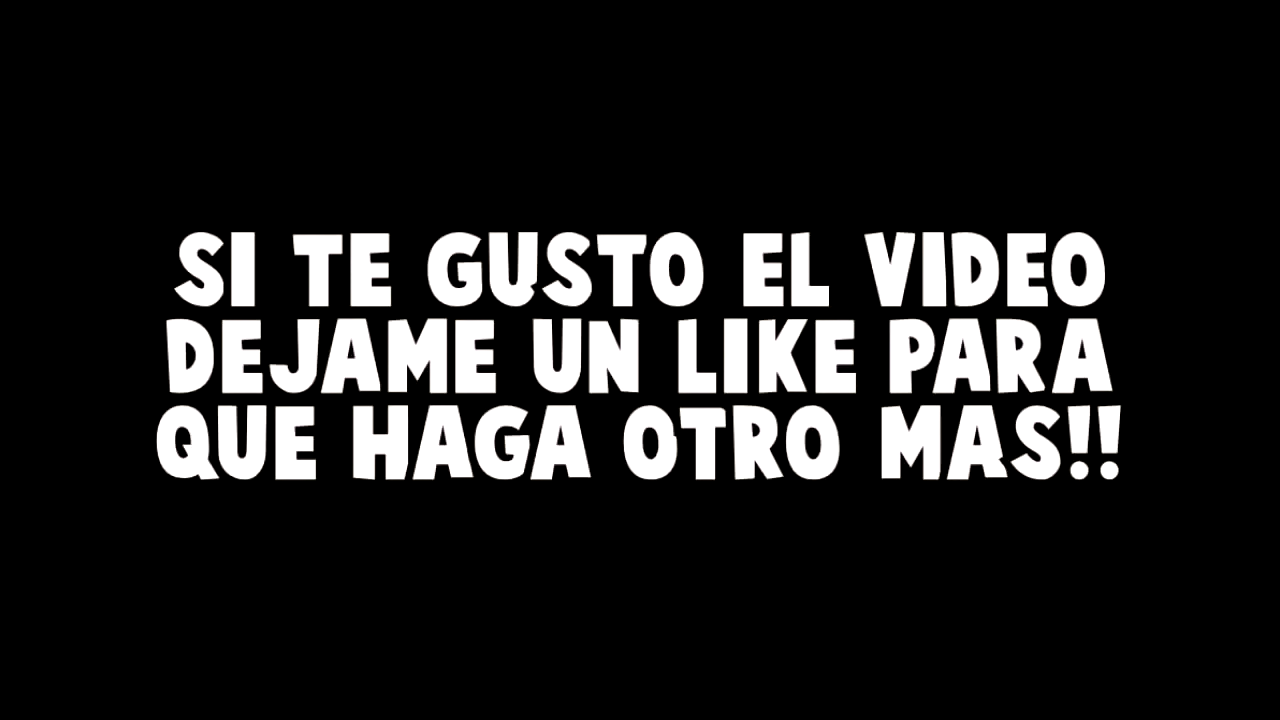 SI TE GUSTO EL VIDEO
DEJAME UN LIKE PARA
QUE HAGA OTRO MAS!!